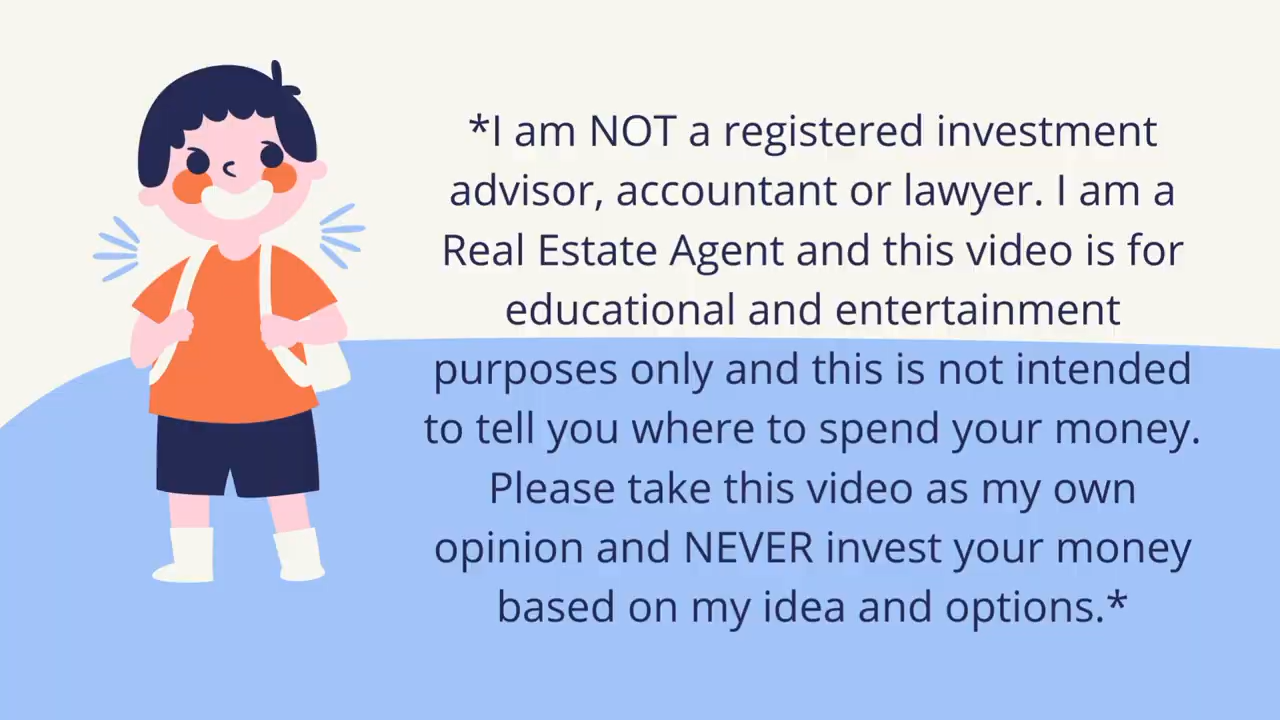 *I am NOT a registered investment
advisor, accountant or lawyer. I am a
Real Estate Agent and this video is for
educational and entertainment
purposes only and this is not intended
to tell you where to spend your money.
Please take this video as my own
opinion and NEVER invest your money
based on my idea and options.*